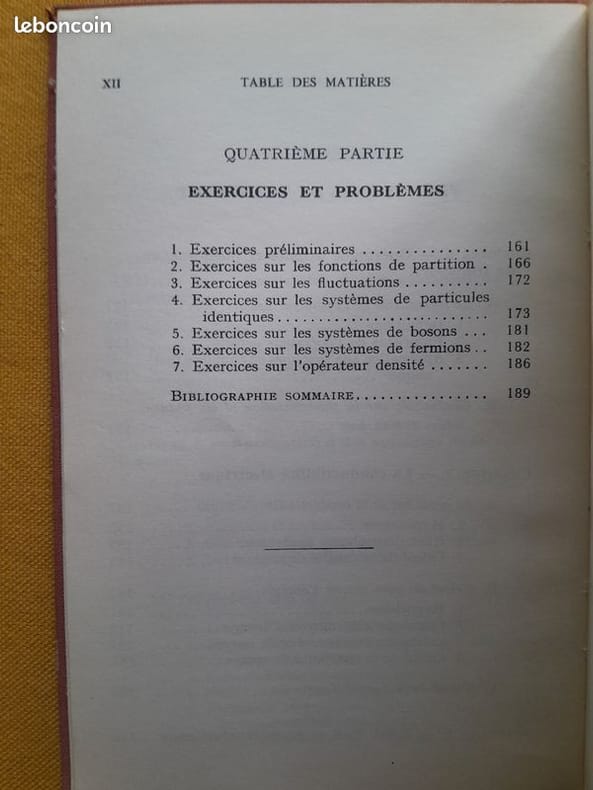 leboncoin
XII TABLE DES MATIÈRES
QUATRIÈME PARTIE
EXERCICES ET PROBLÈMES
1. Exercices préliminaires ............... 161
2. Exercices sur les fonctions de partition . 166
3. Exercices sur les fluctuations .......... 172
4. Exercices sur les systèmes de particules
identiques.......................... 173
5. Exercices sur les systèmes de bosons ... 181
6. Exercices sur les systèmes de fermions .. 182
7. Exercices sur l'opérateur densité ....... 186
BIBLIOGRAPHIE SOMMAIRE................ 189